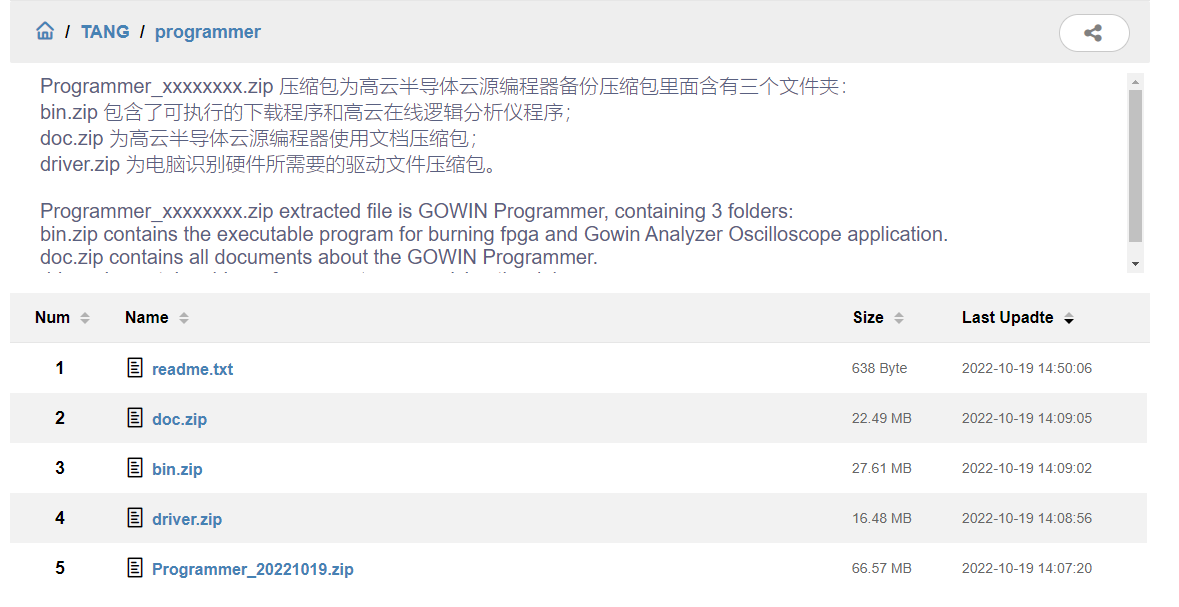 / TANG / programmer
Programmer_xxxxxxxx.zip 压缩包为高云半导体云源编程器备份压缩包里面含有三个文件夹：
bin.zip 包含了可执行的下载程序和高云在线逻辑分析仪程序；
doc.zip 为高云半导体云源编程器使用文档压缩包；
driver.zip 为电脑识别硬件所需要的驱动文件压缩包。
Programmer_xxxxxxxx.zip extracted file is GOWIN Programmer, containing 3 folders:
bin.zip contains the executable program for burning fpga and Gowin Analyzer Oscilloscope application.
doc.zip contains all documents about the GOWIN Programmer.
Num Name Size Last Upadte
1 readme.txt 638 Byte 2022-10-19 14:50:06
2 doc.zip 22.49 MB 2022-10-19 14:09:05
3 bin.zip 27.61 MB 2022-10-19 14:09:02
4 driver.zip 16.48 MB 2022-10-19 14:08:56
5 Programmer_20221019.zip 66.57 MB 2022-10-19 14:07:20